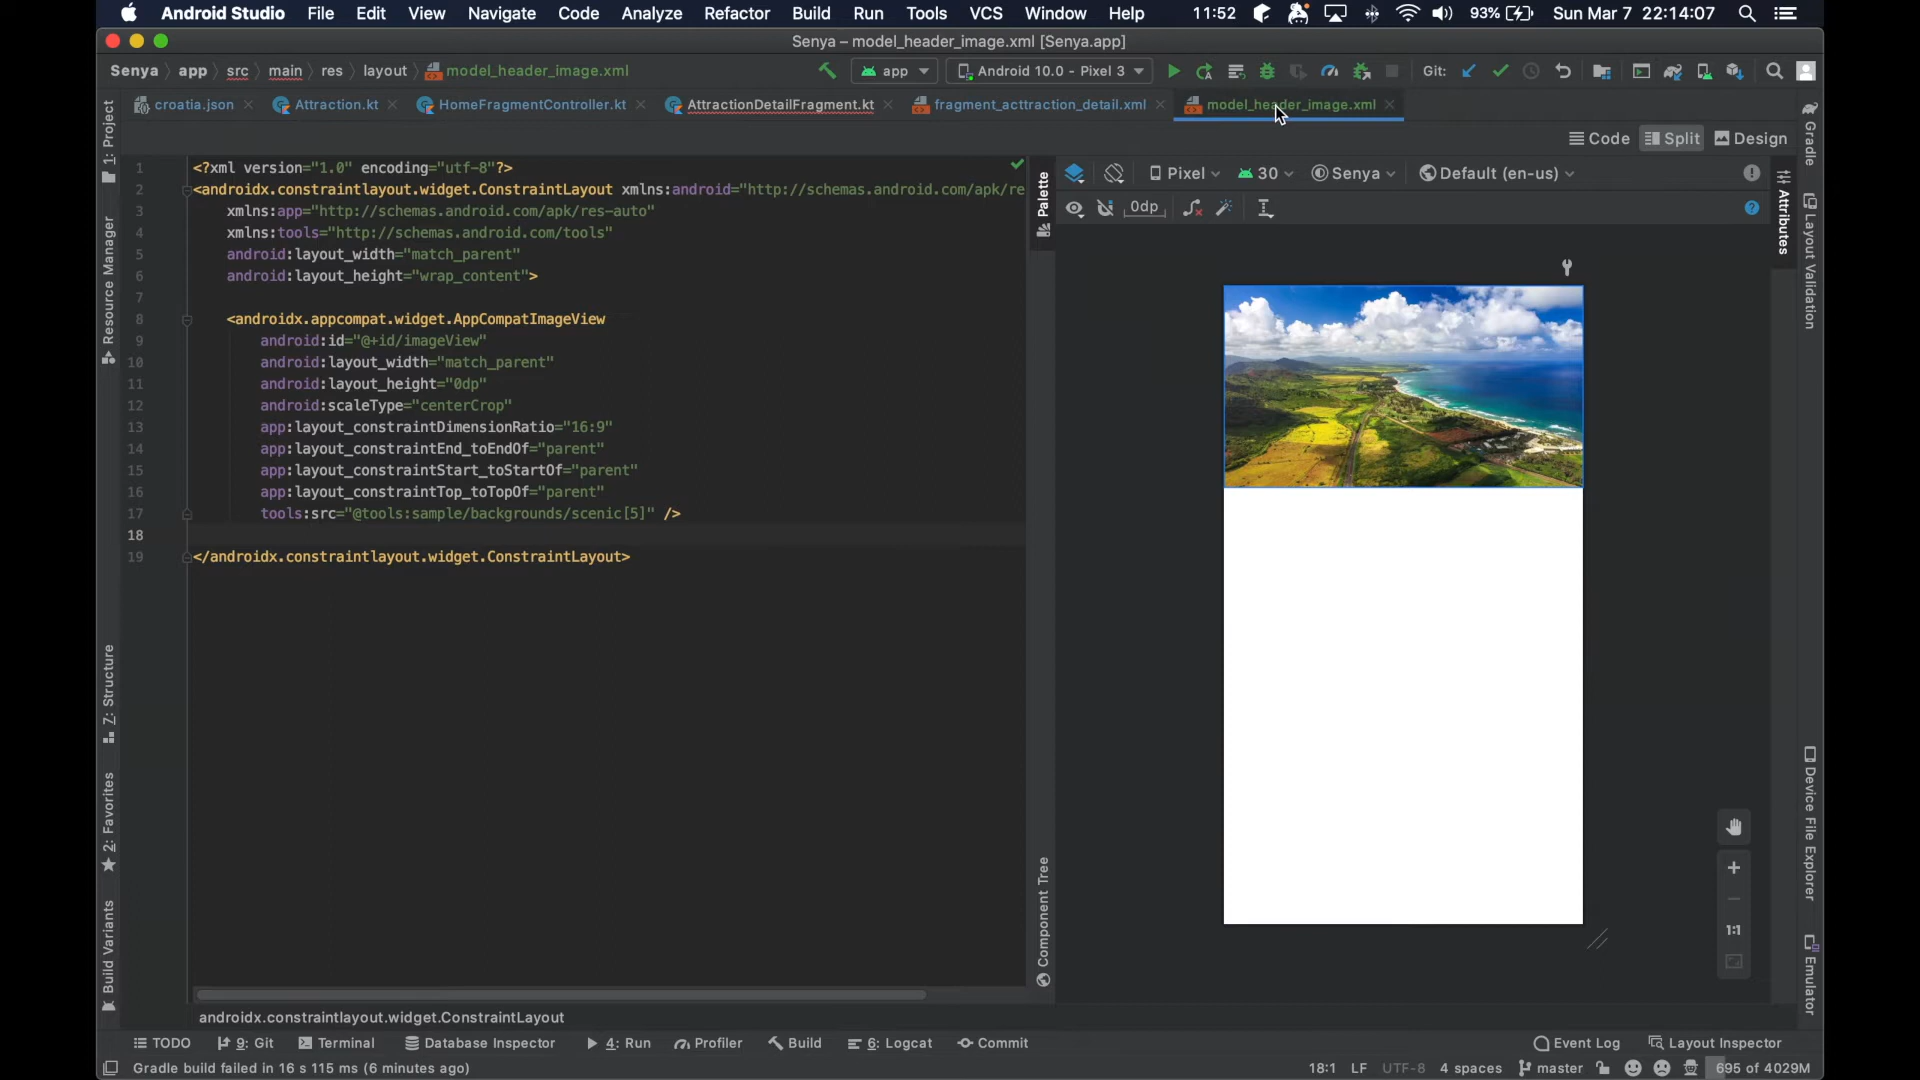 Android Studio File Edit View Navigate Code Analyze Refactor Build Run Tools VCS Window Help 11:52 93% Sun Mar 7 22:14:07
Senya – model_header_image.xml [Senya.app]
Senya app src main res layout model_header_image.xml app Android 10.0 - Pixel 3 Git:
croatia.json Attraction.kt HomeFragmentController.kt AttractionDetailFragment.kt fragment_acttraction_detail.xml model_header_image.xml
Code Split Design
1: Project
Resource Manager
Z: Structure
2: Favorites
Build Variants
1 <?xml version="1.0" encoding="utf-8"?>
2 <androidx.constraintlayout.widget.ConstraintLayout xmlns:android="http://schemas.android.com/apk/re
3 xmlns:app="http://schemas.android.com/apk/res-auto"
4 xmlns:tools="http://schemas.android.com/tools"
5 android:layout_width="match_parent"
6 android:layout_height="wrap_content">
7
8 <androidx.appcompat.widget.AppCompatImageView
9 android:id="@+id/imageView"
10 android:layout_width="match_parent"
11 android:layout_height="0dp"
12 android:scaleType="centerCrop"
13 app:layout_constraintDimensionRatio="16:9"
14 app:layout_constraintEnd_toEndOf="parent"
15 app:layout_constraintStart_toStartOf="parent"
16 app:layout_constraintTop_toTopOf="parent"
17 tools:src="@tools:sample/backgrounds/scenic[5]" />
18
19 </androidx.constraintlayout.widget.ConstraintLayout>
Palette
Component Tree
Pixel 30 Senya Default (en-us)
0dp
1:1
Attributes
Gradle
Layout Validation
Device File Explorer
Emulator
androidx.constraintlayout.widget.ConstraintLayout
TODO 9: Git Terminal Database Inspector 4: Run Profiler Build 6: Logcat Commit Event Log Layout Inspector
Gradle build failed in 16 s 115 ms (6 minutes ago) 18:1 LF UTF-8 4 spaces master 695 of 4029M